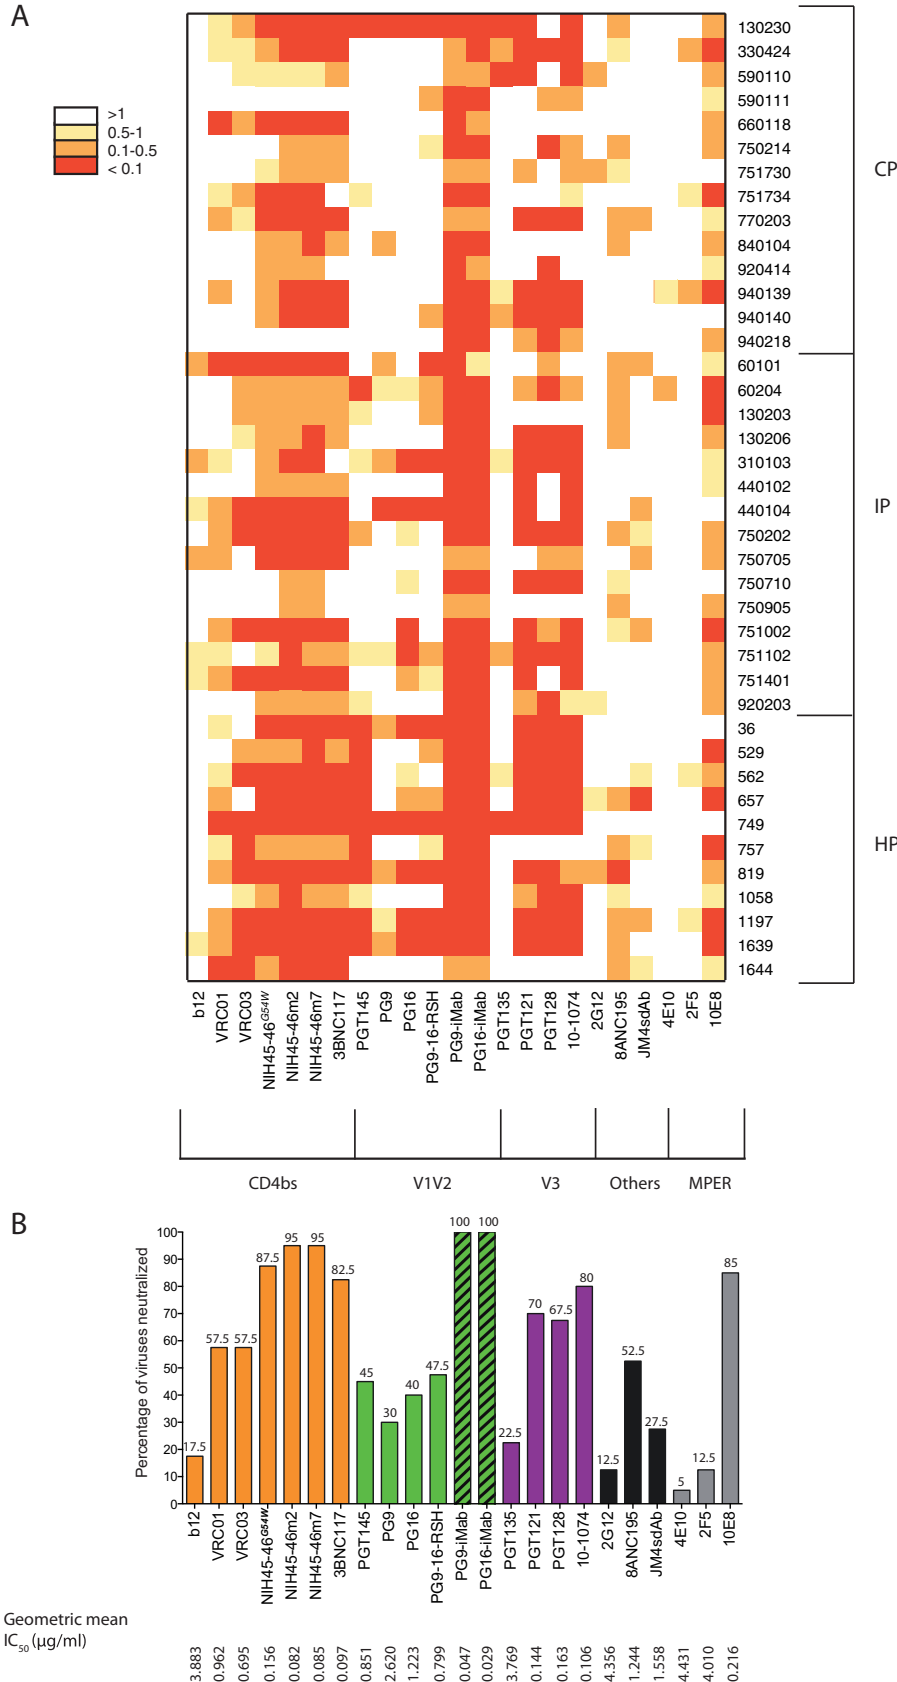 A
>1
0.5-1
0.1-0.5
< 0.1
130230
330424
590110
590111
660118
750214
751730
751734
770203
840104
920414
940139
940140
940218
60101
60204
130203
130206
310103
440102
440104
750202
750705
750710
750905
751002
751102
751401
920203
36
529
562
657
749
757
819
1058
1197
1639
1644
CP
IP
HP
b12
VRC01
VRC03
NIH45-46G54W
NIH45-46m2
NIH45-46m7
3BNC117
PGT145
PG9
PG16
PG9-16-RSH
PG9-iMab
PG16-iMab
PGT135
PGT121
PGT128
10-1074
2G12
8ANC195
JM4sdAb
4E10
2F5
10E8
CD4bs
V1V2
V3
Others
MPER
B
Percentage of viruses neutralized
100
90
80
70
60
50
40
30
20
10
0
17.5
57.5
57.5
87.5
95
95
82.5
45
30
40
47.5
100
100
22.5
70
67.5
80
12.5
52.5
27.5
5
12.5
85
b12
VRC01
VRC03
NIH45-46G54W
NIH45-46m2
NIH45-46m7
3BNC117
PGT145
PG9
PG16
PG9-16-RSH
PG9-iMab
PG16-iMab
PGT135
PGT121
PGT128
10-1074
2G12
8ANC195
JM4sdAb
4E10
2F5
10E8
Geometric mean
IC50 (µg/ml)
3.883
0.962
0.695
0.156
0.082
0.085
0.097
0.851
2.620
1.223
0.799
0.047
0.029
3.769
0.144
0.163
0.106
4.356
1.244
1.558
4.431
4.010
0.216